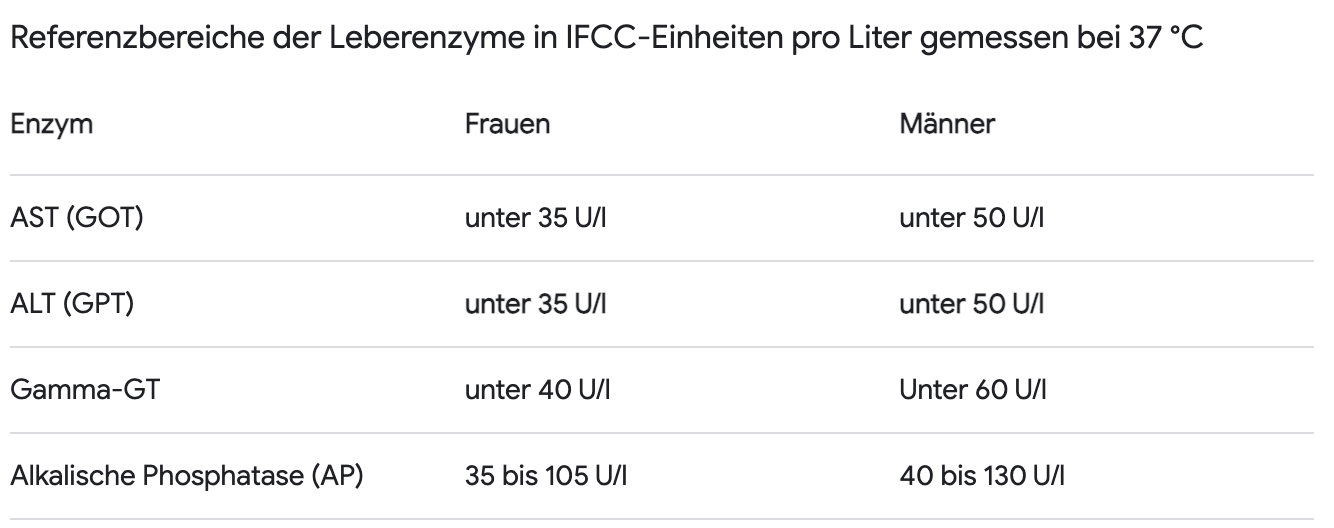 Referenzbereiche der Leberenzyme in IFCC-Einheiten pro Liter gemessen bei 37 °C
Enzym Frauen Männer
AST (GOT) unter 35 U/l unter 50 U/l
ALT (GPT) unter 35 U/l unter 50 U/l
Gamma-GT unter 40 U/l Unter 60 U/l
Alkalische Phosphatase (AP) 35 bis 105 U/l 40 bis 130 U/l